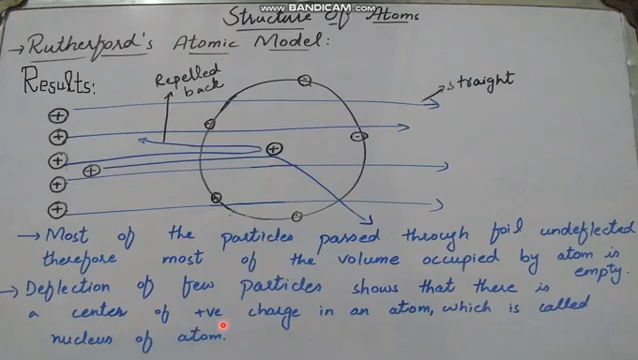 WWW.BANDICAM.COM
Structure Of Atoms
→ Rutherford's Atomic Model:
Results:
Repelled
back
straight
→ Most of the particles passed through foil undeflected
therefore most of the volume occupied by atom is
empty.
→ Deflection of few particles shows that there is
a center of +ve charge in an atom, which is called
nucleus of atom.